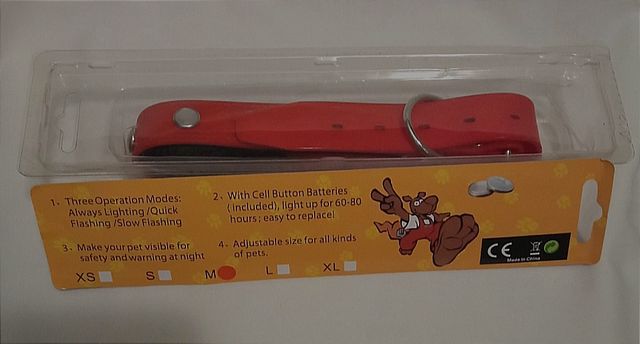 1、Three Operation Modes:
Always Lighting /Quick
Flashing /Slow Flashing
2、With Cell Button Batteries
(included), light up for 60-80
hours ; easy to replace!
3、Make your pet visible for
safety and warning at night
4、Adjustable size for all kinds
of pets.
XS S M L XL
CE
Made in China